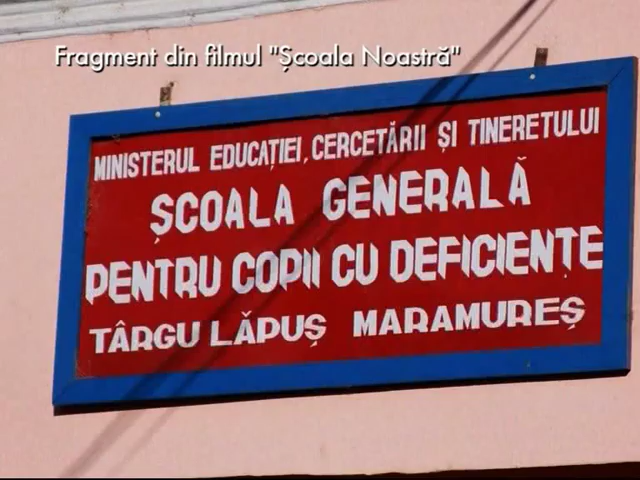 Fragment din filmul "Școala Noastră"
MINISTERUL EDUCAȚIEI, CERCETĂRII ȘI TINERETULUI
ȘCOALA GENERALĂ
PENTRU COPII CU DEFICIENȚE
TÂRGU LĂPUȘ MARAMUREȘ